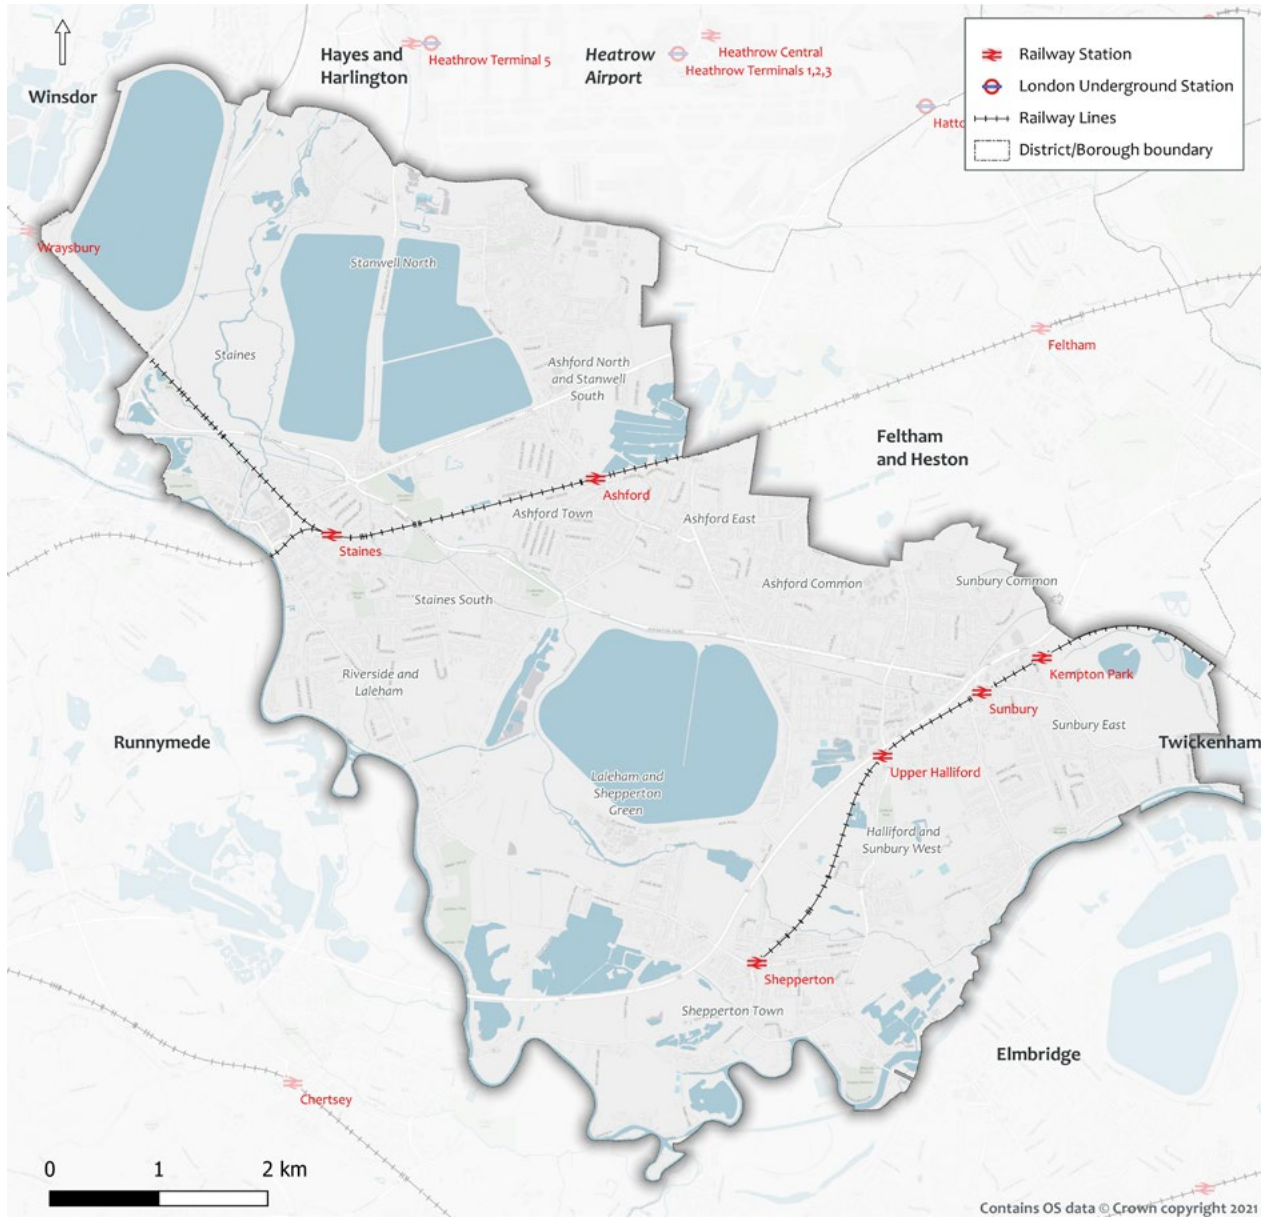 Hayes and
Harlington
Heathrow Terminal 5
Heatrow
Airport
Heathrow Central
Heathrow Terminals 1,2,3
Winsdor
Railway Station
London Underground Station
Railway Lines
District/Borough boundary
Wraysbury
Stanwell North
Staines
Feltham
Ashford North
and Stanwell
South
Feltham
and Heston
Ashford
Ashford Town
Ashford East
Staines
Ashford Common
Sunbury Common
Staines South
Kempton Park
Riverside and
Laleham
Sunbury
Sunbury East
Runnymede
Twickenham
Upper Halliford
Laleham and
Shepperton
Green
Halliford and
Sunbury West
Shepperton
Shepperton Town
Elmbridge
Chertsey
0 1 2 km
Contains OS data © Crown copyright 2021